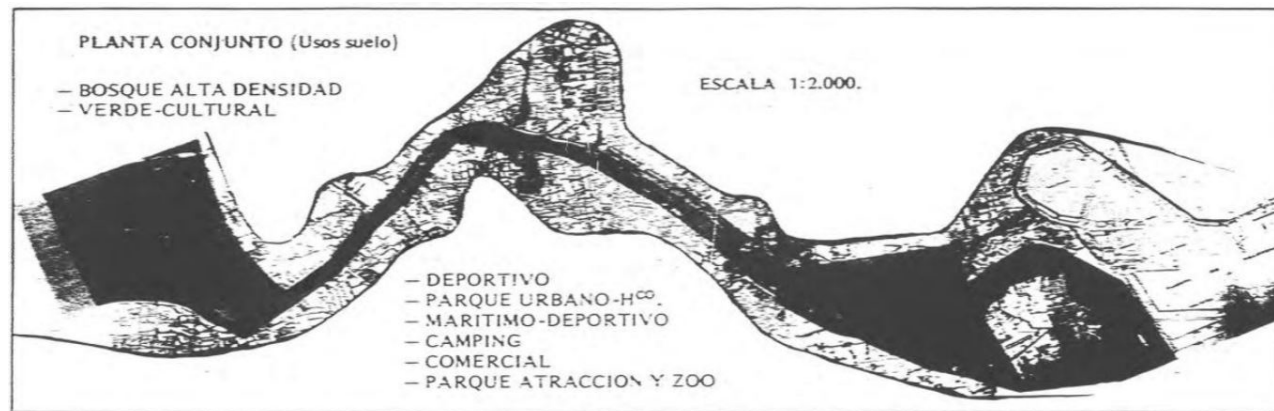 PLANTA CONJUNTO (Usos suelo)
— BOSQUE ALTA DENSIDAD
— VERDE-CULTURAL
ESCALA 1:2.000.
— DEPORTIVO
— PARQUE URBANO-Hᶜᴼ.
— MARITIMO-DEPORTIVO
— CAMPING
— COMERCIAL
— PARQUE ATRACCION Y ZOO